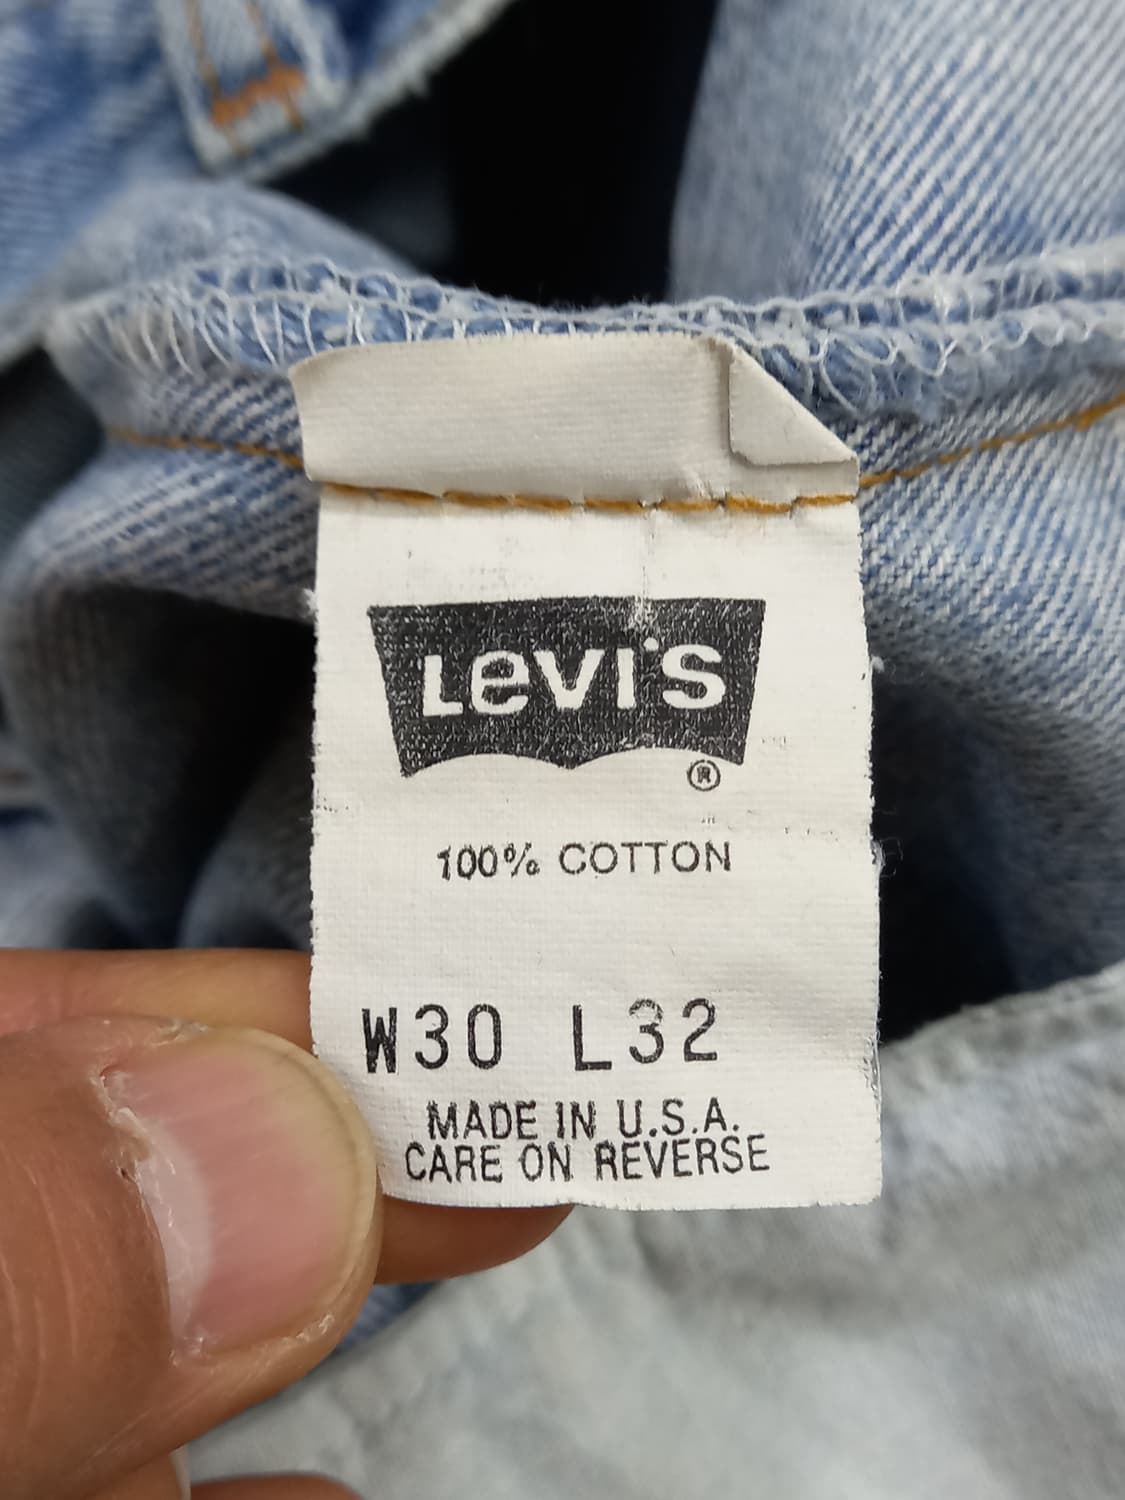 Levi's
®
100% COTTON
W30 L32
MADE IN U.S.A.
CARE ON REVERSE